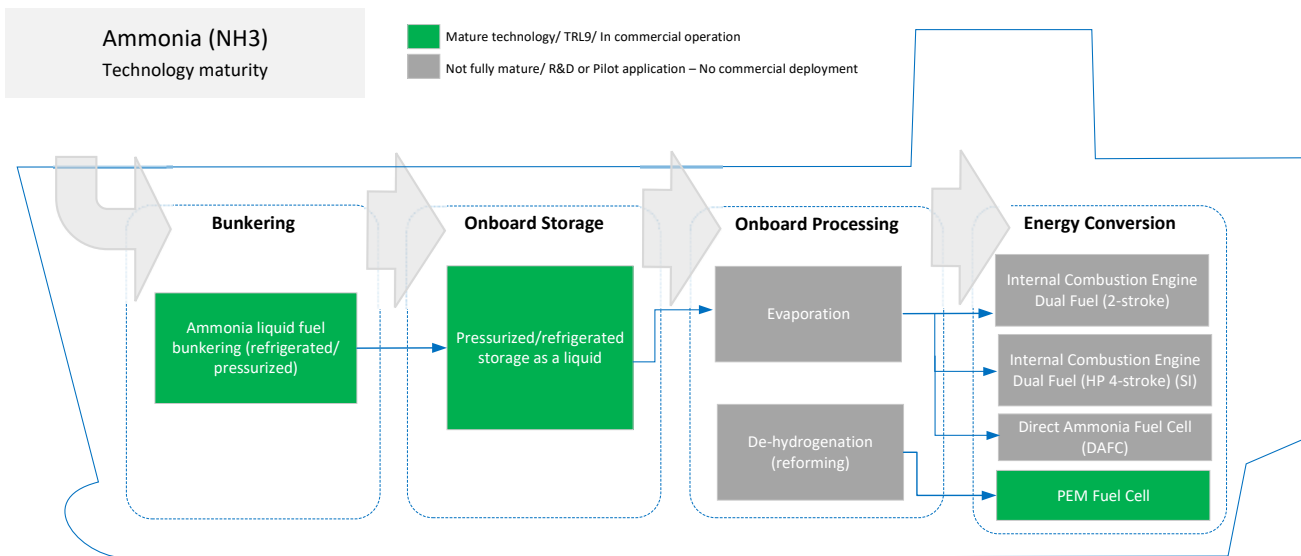 Ammonia (NH3)
Technology maturity
Mature technology/ TRL9/ In commercial operation
Not fully mature/ R&D or Pilot application – No commercial deployment
Bunkering
Onboard Storage
Onboard Processing
Energy Conversion
Ammonia liquid fuel
bunkering (refrigerated/
pressurized)
Pressurized/refrigerated
storage as a liquid
Evaporation
De-hydrogenation
(reforming)
Internal Combustion Engine
Dual Fuel (2-stroke)
Internal Combustion Engine
Dual Fuel (HP 4-stroke) (SI)
Direct Ammonia Fuel Cell
(DAFC)
PEM Fuel Cell